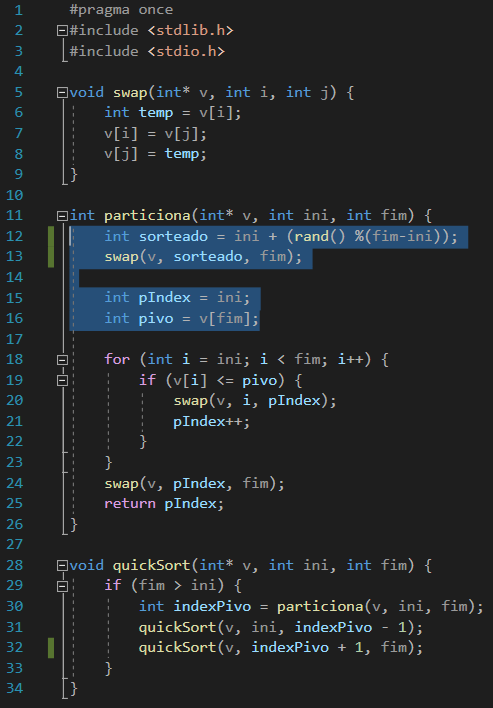 1 #pragma once
2 #include <stdlib.h>
3 #include <stdio.h>
4
5 void swap(int* v, int i, int j) {
6     int temp = v[i];
7     v[i] = v[j];
8     v[j] = temp;
9 }
10
11 int particiona(int* v, int ini, int fim) {
12     int sorteado = ini + (rand() %(fim-ini));
13     swap(v, sorteado, fim);
14
15     int pIndex = ini;
16     int pivo = v[fim];
17
18     for (int i = ini; i < fim; i++) {
19         if (v[i] <= pivo) {
20             swap(v, i, pIndex);
21             pIndex++;
22         }
23     }
24     swap(v, pIndex, fim);
25     return pIndex;
26 }
27
28 void quickSort(int* v, int ini, int fim) {
29     if (fim > ini) {
30         int indexPivo = particiona(v, ini, fim);
31         quickSort(v, ini, indexPivo - 1);
32         quickSort(v, indexPivo + 1, fim);
33     }
34 }